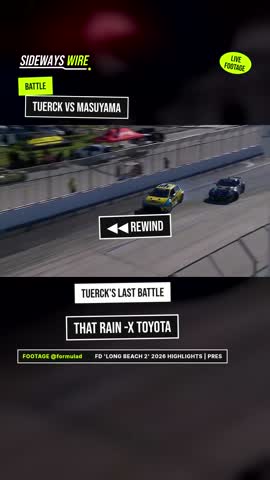 SIDEWAYS WIRE.
LIVE
FOOTAGE
BATTLE
TUERCK VS MASUYAMA
REWIND
TUERCK'S LAST BATTLE
THAT RAIN -X TOYOTA
FOOTAGE @formulad FD 'LONG BEACH 2' 2026 HIGHLIGHTS | PRES